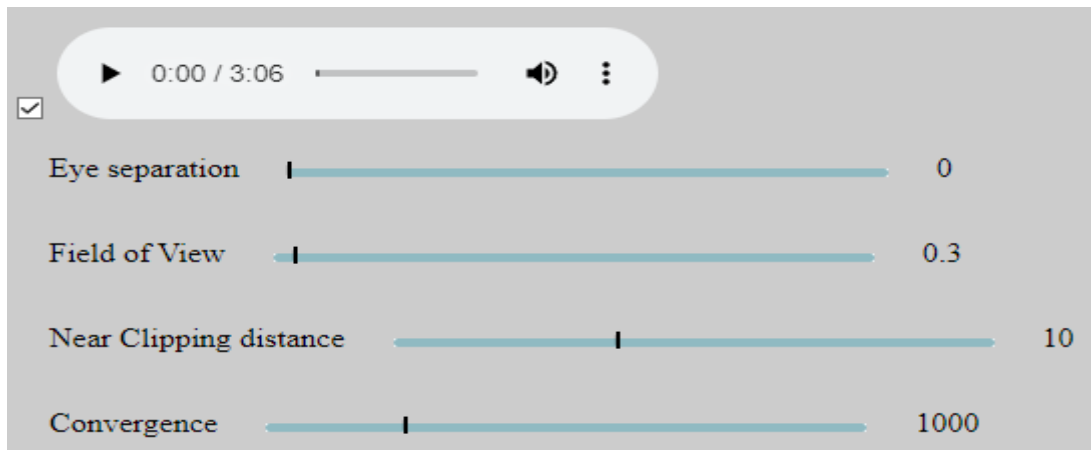 0:00 / 3:06
Eye separation 0
Field of View 0.3
Near Clipping distance 10
Convergence 1000